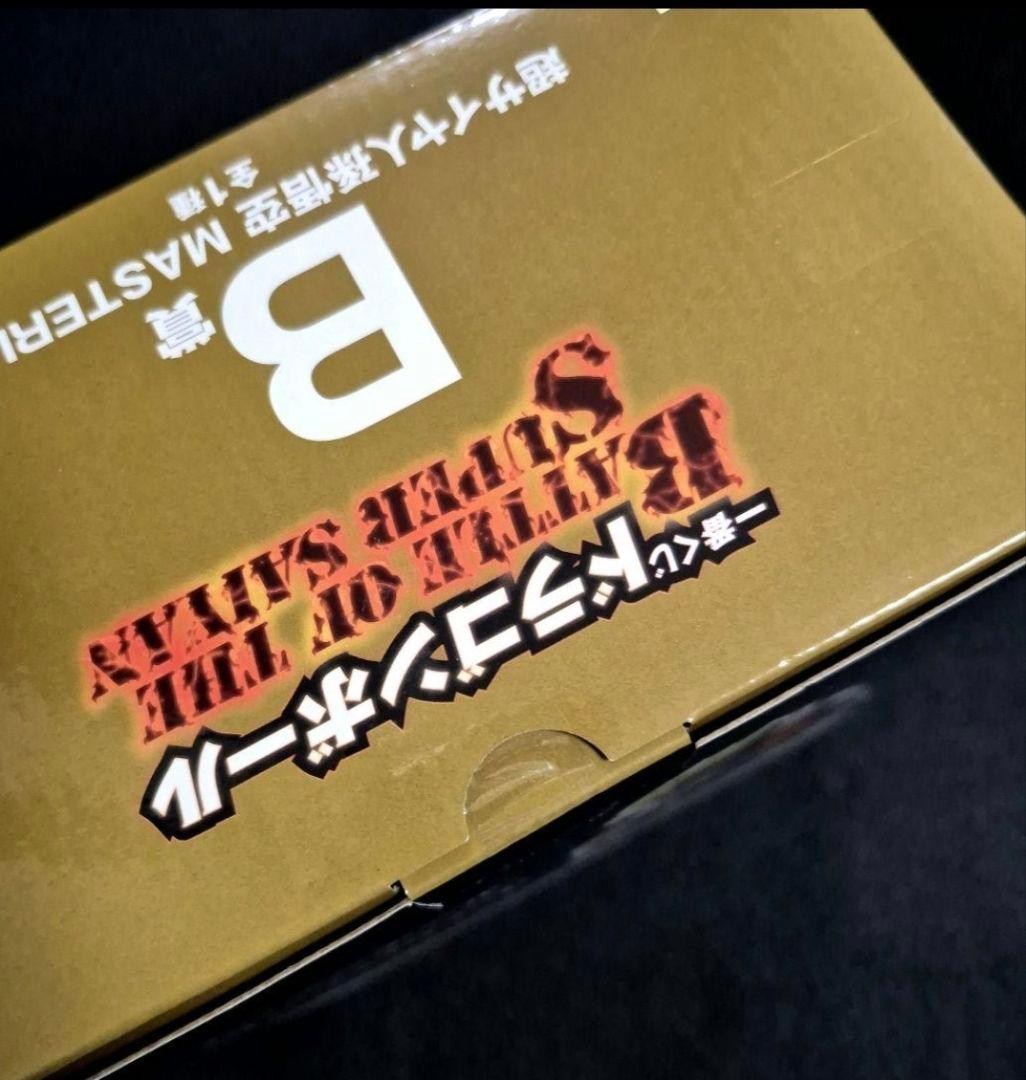 一番くじ
ドラゴンボール
BATTLE OF THE
SUPER SAIYAN
B賞
超サイヤ人孫悟空 MASTERL
全1種